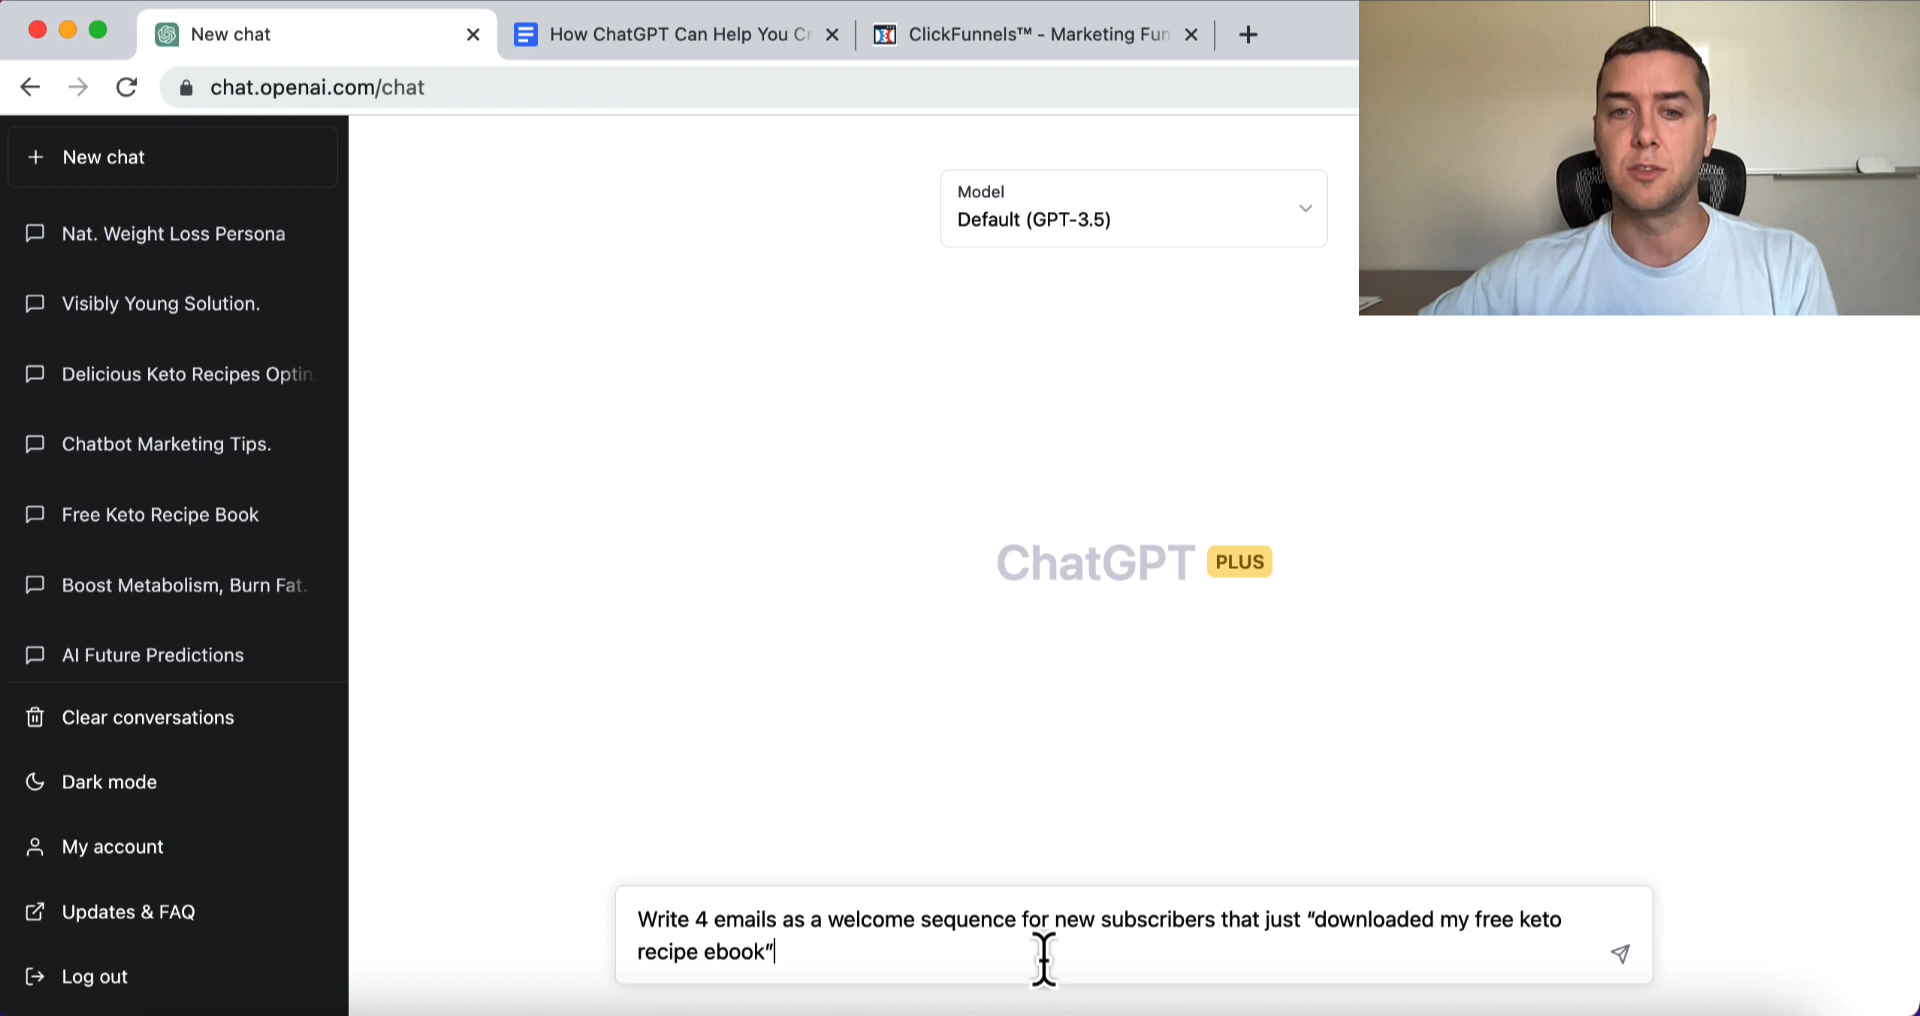 New chat
How ChatGPT Can Help You Cr
ClickFunnels™ - Marketing Fun
chat.openai.com/chat
New chat
Nat. Weight Loss Persona
Visibly Young Solution.
Delicious Keto Recipes Optin.
Chatbot Marketing Tips.
Free Keto Recipe Book
Boost Metabolism, Burn Fat.
AI Future Predictions
Clear conversations
Dark mode
My account
Updates & FAQ
Log out
Model
Default (GPT-3.5)
ChatGPT PLUS
Write 4 emails as a welcome sequence for new subscribers that just “downloaded my free keto
recipe ebook”